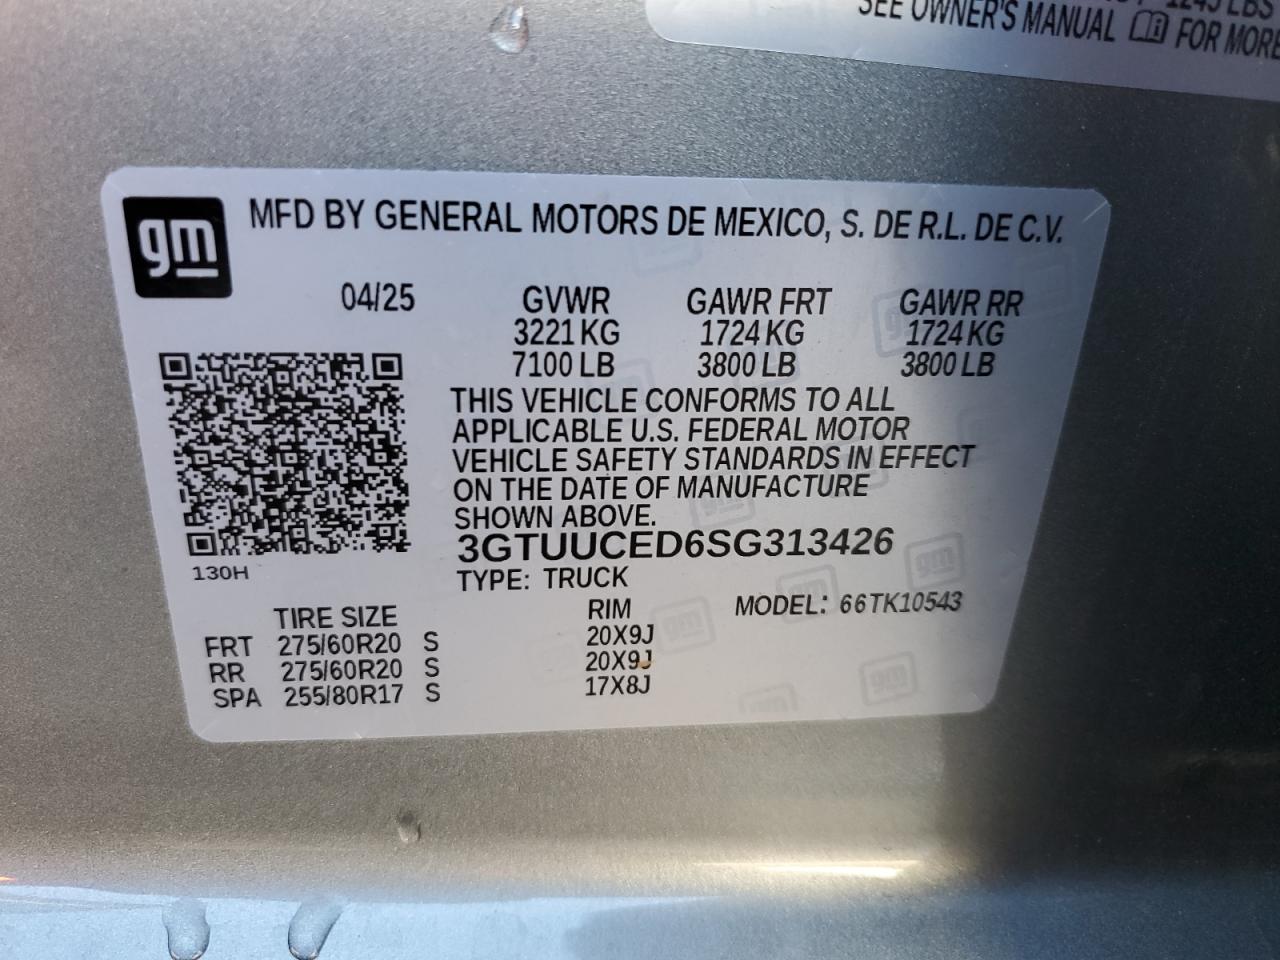 1245 LBS
SEE OWNER'S MANUAL FOR MORE
gm
MFD BY GENERAL MOTORS DE MEXICO, S. DE R.L. DE C.V.
04/25 GVWR GAWR FRT GAWR RR
3221 KG 1724 KG 1724 KG
7100 LB 3800 LB 3800 LB
THIS VEHICLE CONFORMS TO ALL
APPLICABLE U.S. FEDERAL MOTOR
VEHICLE SAFETY STANDARDS IN EFFECT
ON THE DATE OF MANUFACTURE
SHOWN ABOVE.
3GTUUCED6SG313426
130H
TYPE: TRUCK
TIRE SIZE RIM MODEL: 66TK10543
FRT 275/60R20 S 20X9J
RR 275/60R20 S 20X9J
SPA 255/80R17 S 17X8J